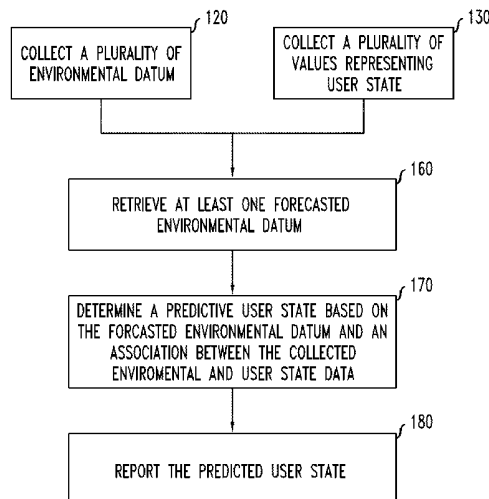 120
COLLECT A PLURALITY OF
ENVIRONMENTAL DATUM
130
COLLECT A PLURALITY OF
VALUES REPRESENTING
USER STATE
160
RETRIEVE AT LEAST ONE FORECASTED
ENVIRONMENTAL DATUM
170
DETERMINE A PREDICTIVE USER STATE BASED ON
THE FORCASTED ENVIRONMENTAL DATUM AND AN
ASSOCIATION BETWEEN THE COLLECTED
ENVIROMENTAL AND USER STATE DATA
180
REPORT THE PREDICTED USER STATE